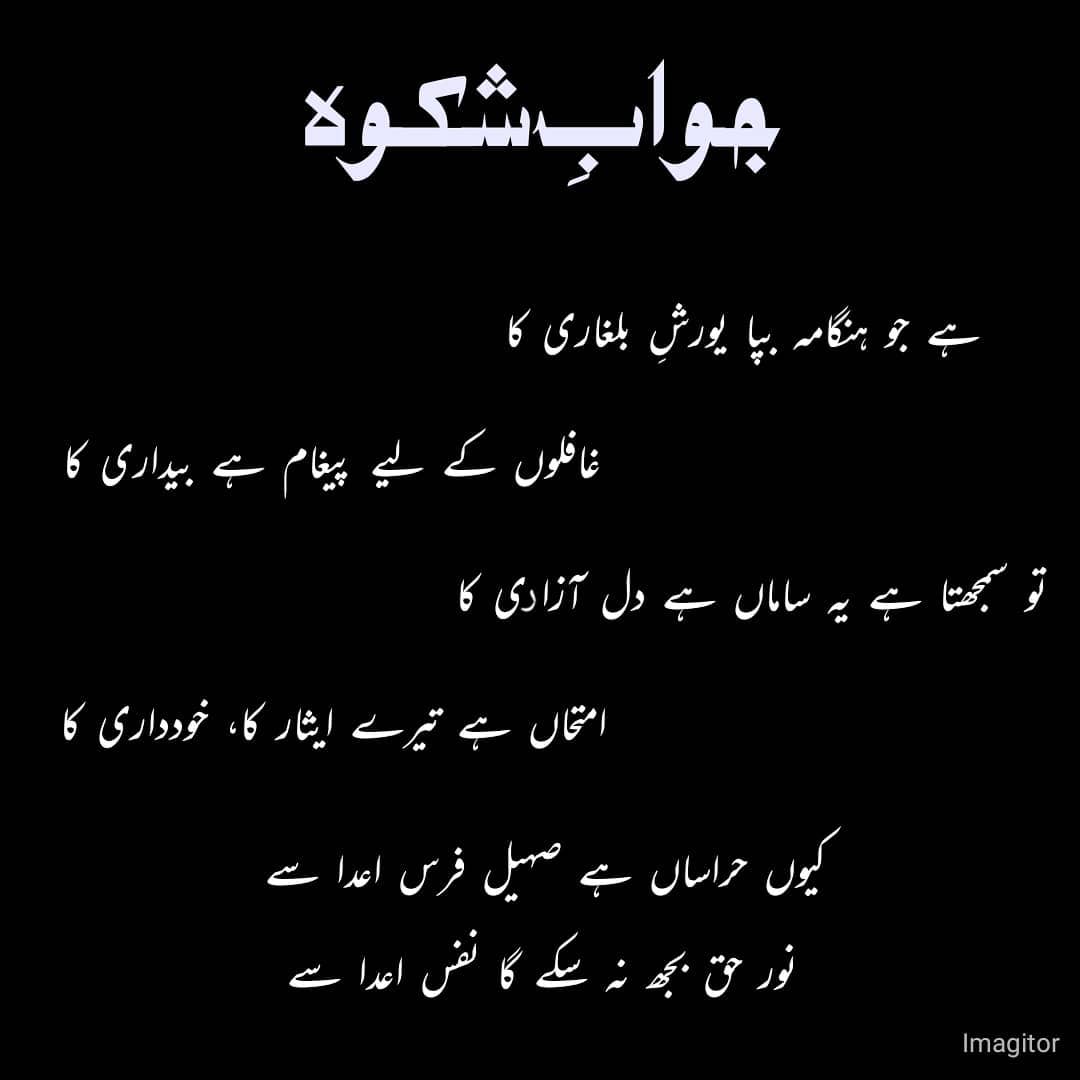 جوابِ شکوہ
ہے جو ہنگامہ بپا یورشِ بلغاری کا
غافلوں کے لیے پیغام ہے بیداری کا
تو سمجھتا ہے یہ ساماں ہے دل آزادی کا
امتحاں ہے تیرے ایثار کا، خودداری کا
کیوں حراساں ہے صہیل فرس اعدا سے
نور حق بجھ نہ سکے گا نفس اعدا سے
Imagitor